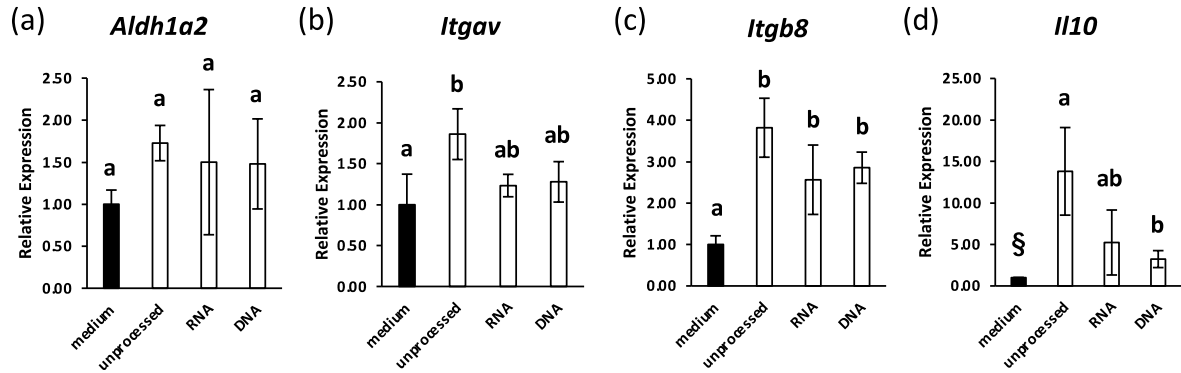 (a) Aldh1a2
Relative Expression
2.50
2.00
1.50
1.00
0.50
0.00
a
a
a
a
medium
unprocessed
RNA
DNA
(b) Itgav
Relative Expression
2.50
2.00
1.50
1.00
0.50
0.00
a
b
ab
ab
medium
unprocessed
RNA
DNA
(c) Itgb8
Relative Expression
5.00
4.00
3.00
2.00
1.00
0.00
a
b
b
b
medium
unprocessed
RNA
DNA
(d) Il10
Relative Expression
25.00
20.00
15.00
10.00
5.00
0.00
§
a
ab
b
medium
unprocessed
RNA
DNA